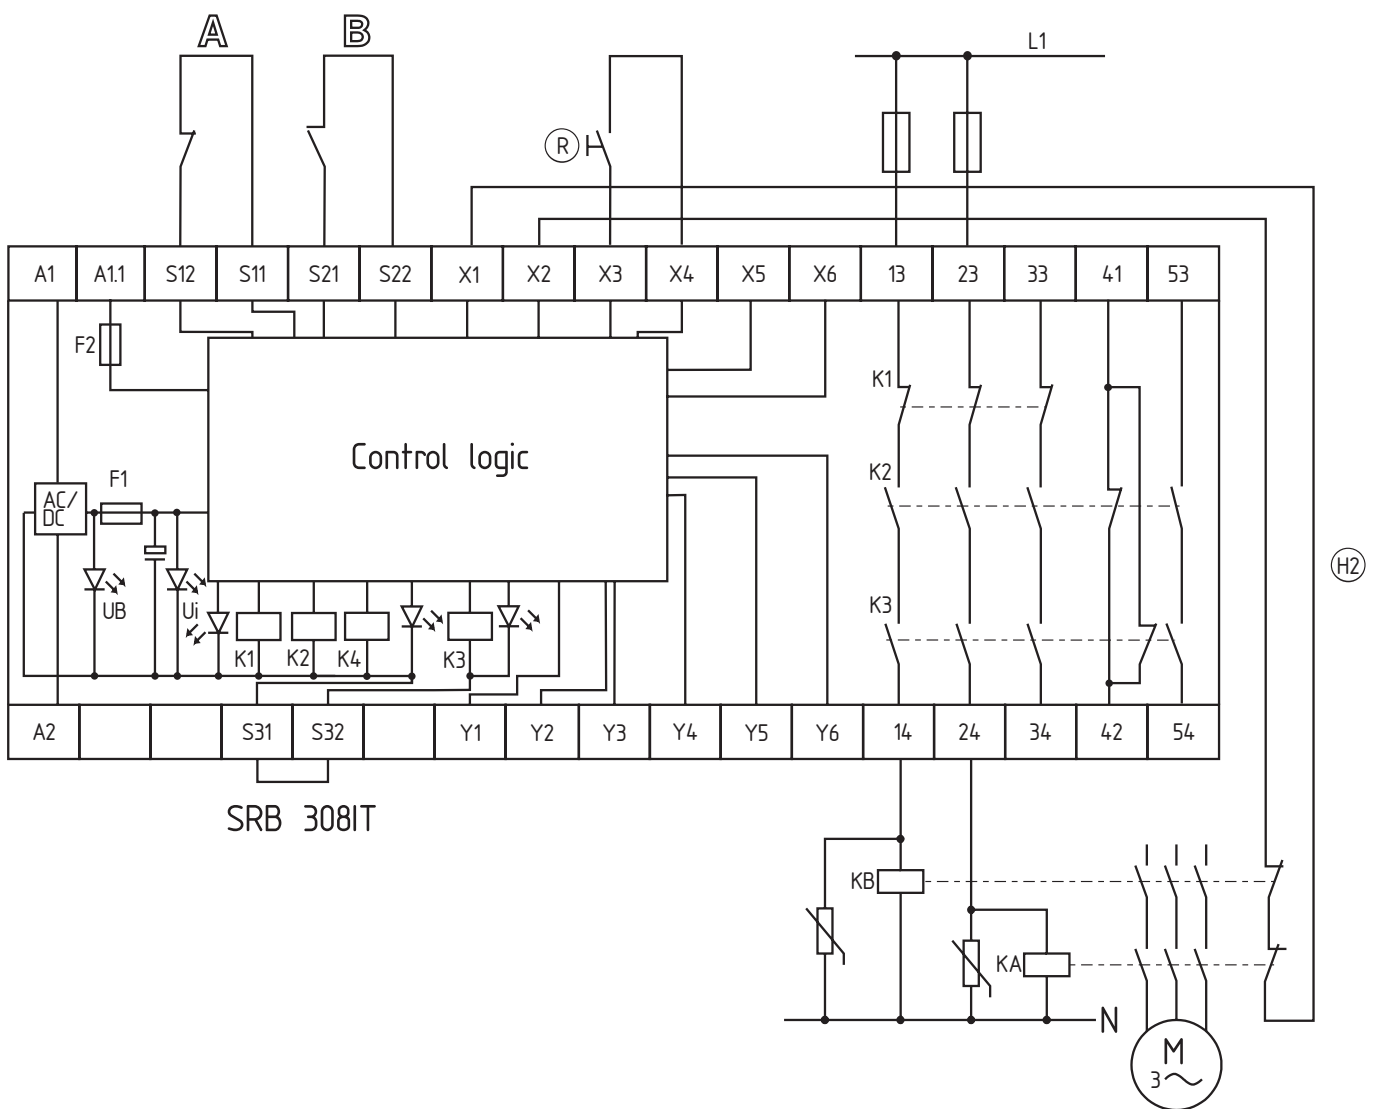 A B
L1
R
A1 A1.1 S12 S11 S21 S22 X1 X2 X3 X4 X5 X6 13 23 33 41 53
F2
K1
Control logic
K2
F1
AC/
DC
H2
UB Ui
K3
K1 K2 K4 K3
A2 S31 S32 Y1 Y2 Y3 Y4 Y5 Y6 14 24 34 42 54
SRB 308IT
KB
KA
N
M
3~